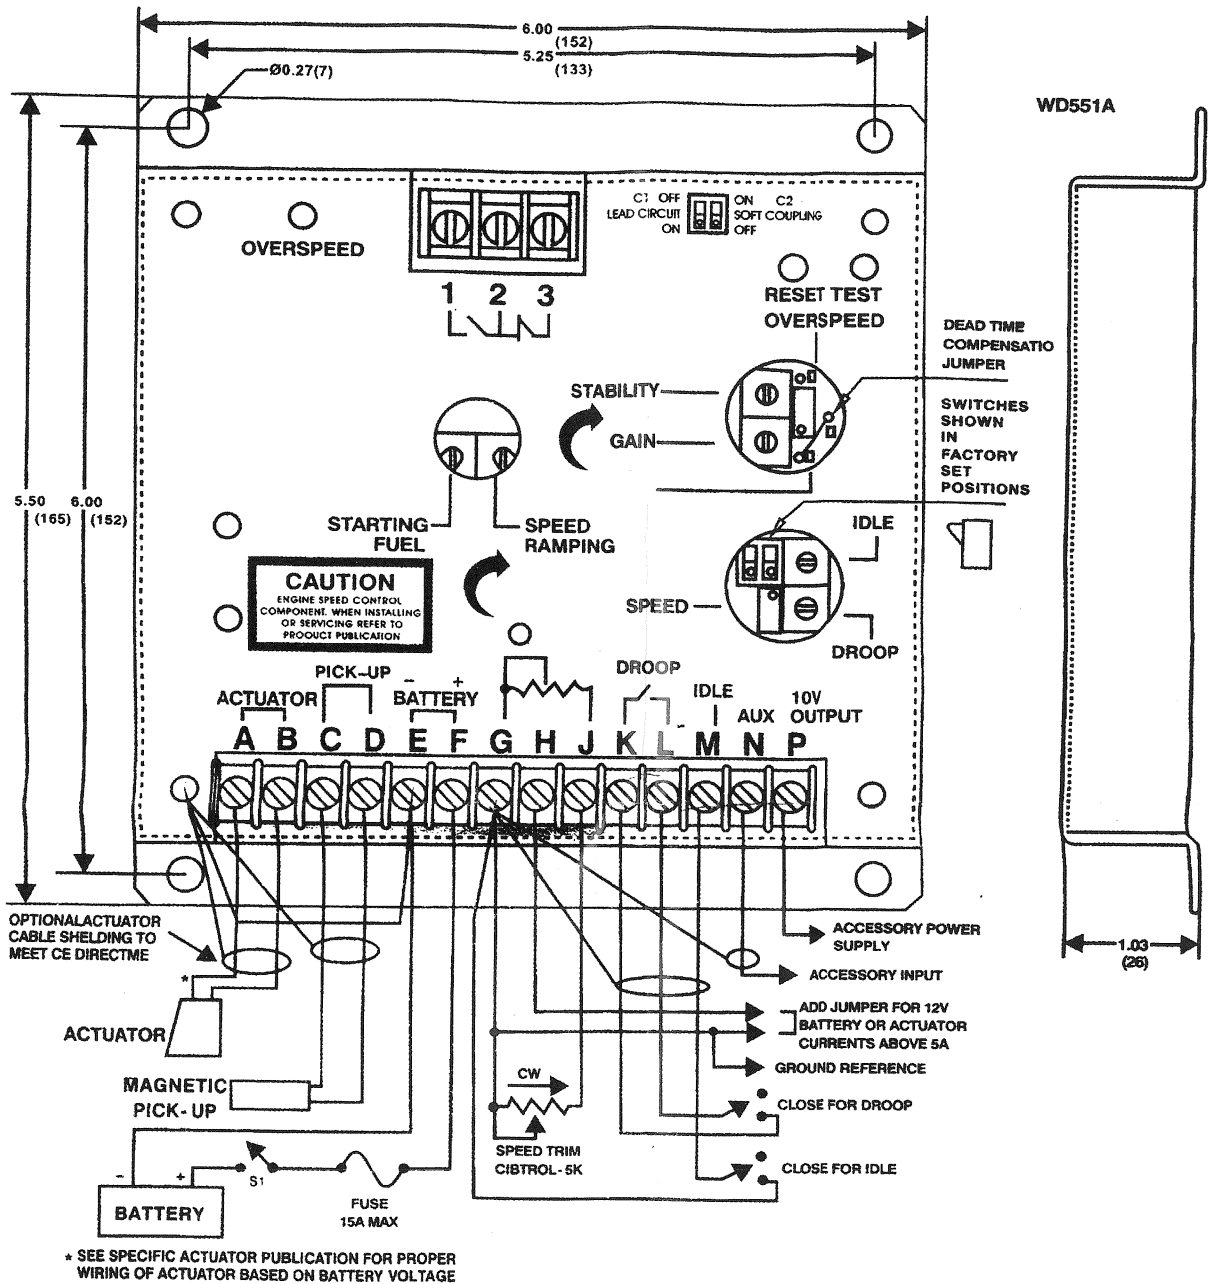 6.00
(152)
5.25
(133)
Ø0.27(7)
WD551A
OVERSPEED
C1 OFF
LEAD CIRCUIT
ON
ON C2
SOFT COUPLING
OFF
1 2 3
RESET TEST
OVERSPEED
DEAD TIME
COMPENSATIO
JUMPER
STABILITY
GAIN
SWITCHES
SHOWN
IN
FACTORY
SET
POSITIONS
5.50
(165)
6.00
(152)
STARTING
FUEL
SPEED
RAMPING
IDLE
CAUTION
ENGINE SPEED CONTROL
COMPONENT. WHEN INSTALLING
OR SERVICING REFER TO
PROOUCT PUBLICATION
SPEED
DROOP
PICK-UP
ACTUATOR
- +
BATTERY
DROOP
IDLE
AUX
10V
OUTPUT
A B C D E F G H J K L M N P
OPTIONALACTUATOR
CABLE SHELDING TO
MEET CE DIRECTME
*
ACTUATOR
MAGNETIC
PICK-UP
ACCESSORY POWER
SUPPLY
ACCESSORY INPUT
ADD JUMPER FOR 12V
BATTERY OR ACTUATOR
CURRENTS ABOVE 5A
GROUND REFERENCE
CW
SPEED TRIM
CIBTROL-5K
CLOSE FOR DROOP
CLOSE FOR IDLE
1.03
(26)
- +
S1
BATTERY
FUSE
15A MAX
* SEE SPECIFIC ACTUATOR PUBLICATION FOR PROPER
WIRING OF ACTUATOR BASED ON BATTERY VOLTAGE